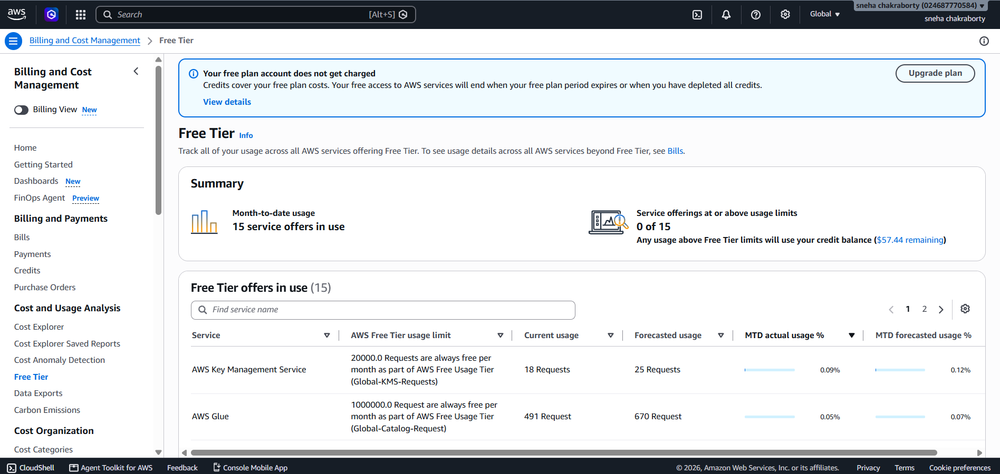 aws
Search
[Alt+S]
Global
sneha chakraborty (024687770584)
sneha chakraborty
Billing and Cost Management
Free Tier
Billing and Cost Management
Billing View New
Home
Getting Started
Dashboards New
FinOps Agent Preview
Billing and Payments
Bills
Payments
Credits
Purchase Orders
Cost and Usage Analysis
Cost Explorer
Cost Explorer Saved Reports
Cost Anomaly Detection
Free Tier
Data Exports
Carbon Emissions
Cost Organization
Cost Categories
Your free plan account does not get charged
Credits cover your free plan costs. Your free access to AWS services will end when your free plan period expires or when you have depleted all credits.
View details
Upgrade plan
Free Tier Info
Track all of your usage across all AWS services offering Free Tier. To see usage details across all AWS services beyond Free Tier, see Bills.
Summary
Month-to-date usage
15 service offers in use
Service offerings at or above usage limits
0 of 15
Any usage above Free Tier limits will use your credit balance ($57.44 remaining)
Free Tier offers in use (15)
Find service name
1 2
Service AWS Free Tier usage limit Current usage Forecasted usage MTD actual usage % MTD forecasted usage %
AWS Key Management Service
20000.0 Requests are always free per
month as part of AWS Free Usage Tier
(Global-KMS-Requests)
18 Requests
25 Requests
0.09%
0.12%
AWS Glue
1000000.0 Request are always free per
month as part of AWS Free Usage Tier
(Global-Catalog-Request)
491 Request
670 Request
0.05%
0.07%
CloudShell Agent Toolkit for AWS Feedback Console Mobile App
© 2026, Amazon Web Services, Inc. or its affiliates. Privacy Terms Cookie preferences